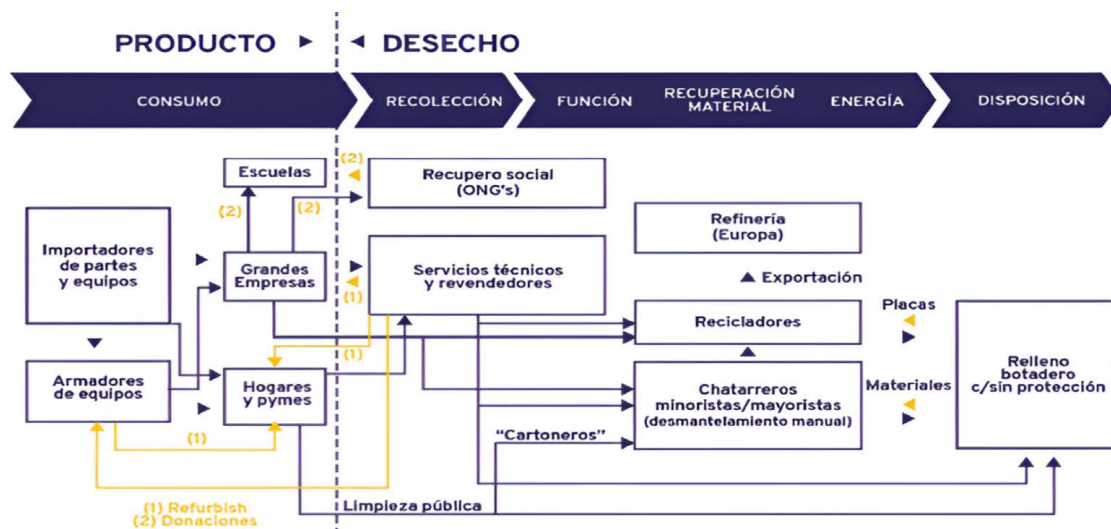 PRODUCTO
DESECHO
CONSUMO
RECOLECCIÓN
FUNCIÓN
RECUPERACIÓN
MATERIAL
ENERGÍA
DISPOSICIÓN
Escuelas
(2)
Recupero social
(ONG's)
(2)
(2)
Importadores
de partes
y equipos
Grandes
Empresas
Servicios técnicos
y revendedores
(1)
Refinería
(Europa)
Exportación
Recicladores
Placas
(1)
Armadores
de equipos
Hogares
y pymes
Chatarreros
minoristas/mayoristas
(desmantelamiento manual)
Materiales
Relleno
botadero
c/sin protección
(1)
"Cartoneros"
Limpieza pública
(1) Refurbish
(2) Donaciones